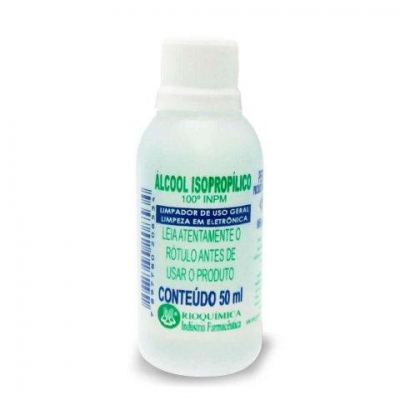 ÁLCOOL ISOPROPÍLICO
100º INPM
LIMPADOR DE USO GERAL
LIMPEZA EM ELETRÔNICA
LEIA ATENTAMENTE O
RÓTULO ANTES DE
USAR O PRODUTO
CONTEÚDO 50 ml
RIOQUÍMICA
Indústria Farmacêutica